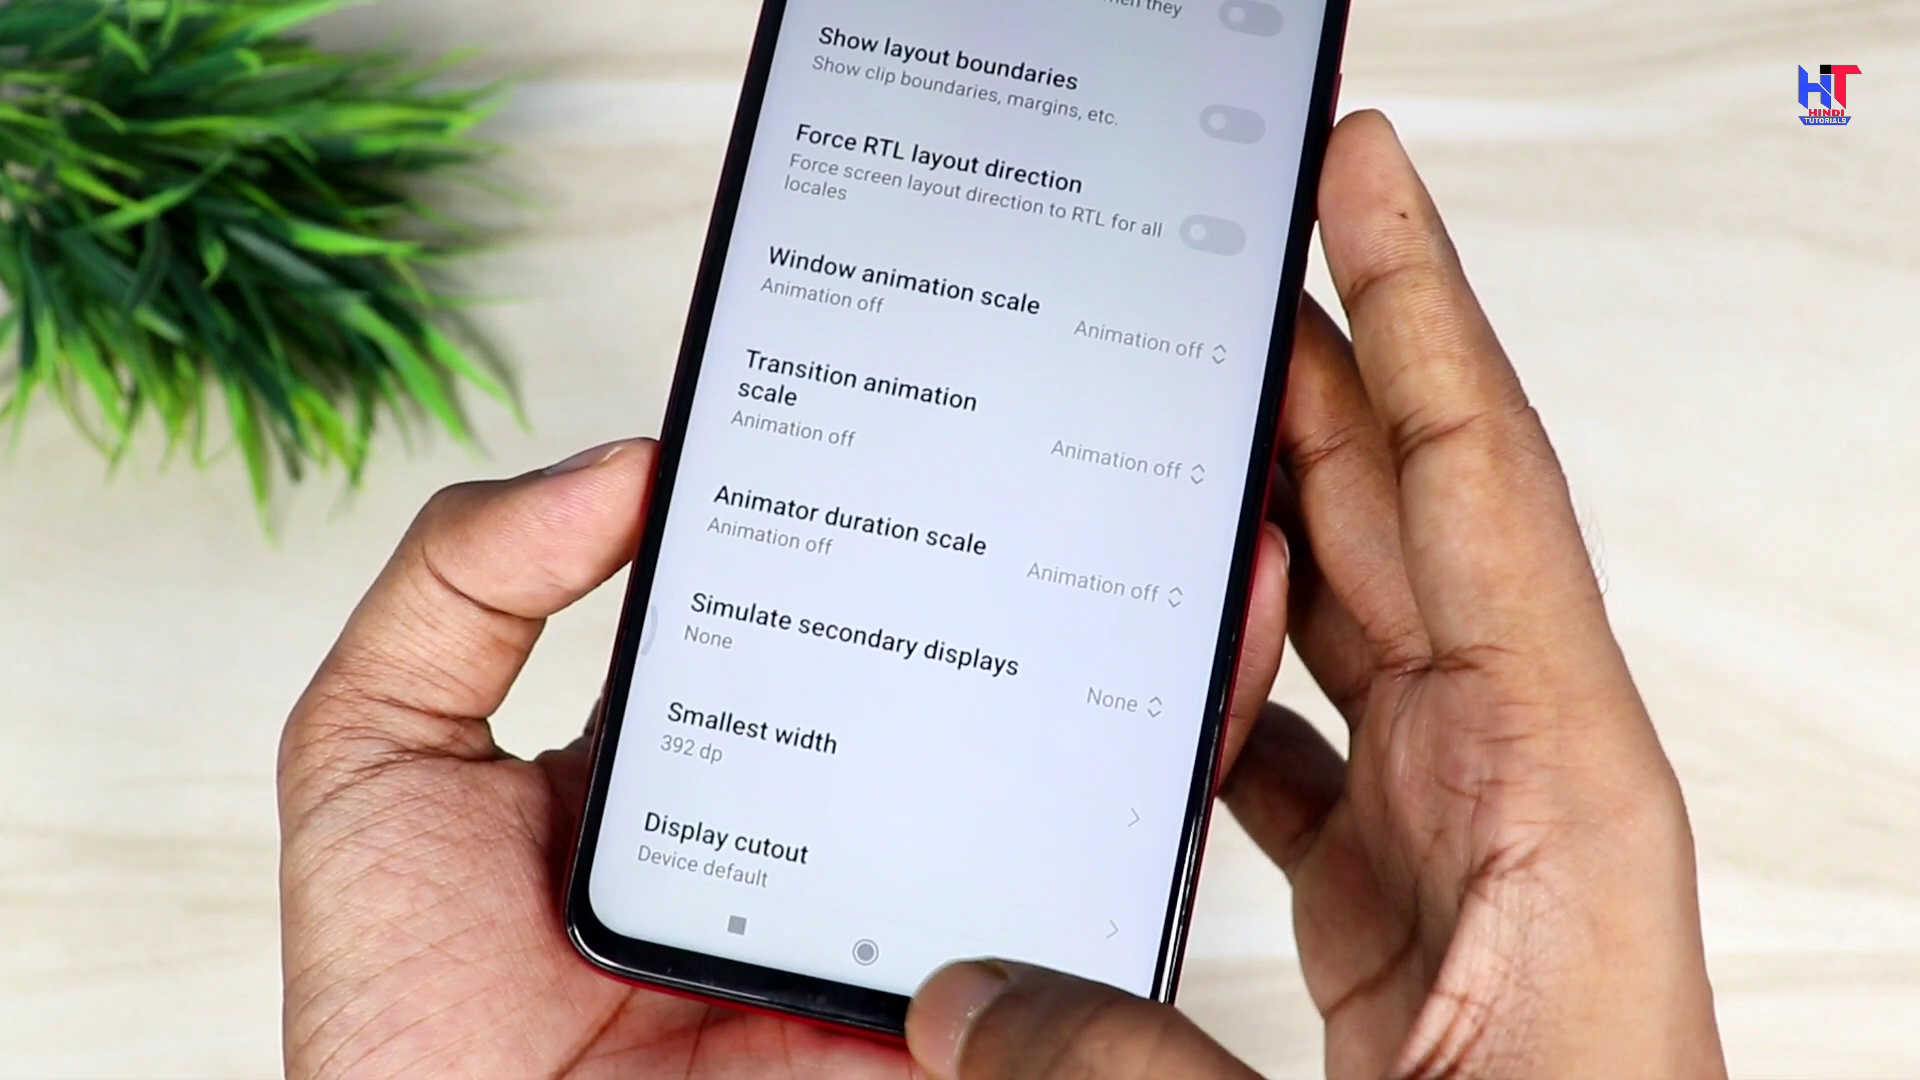 they
Show layout boundaries
Show clip boundaries, margins, etc.
Force RTL layout direction
Force screen layout direction to RTL for all
locales
Window animation scale
Animation off
Animation off
Transition animation
scale
Animation off
Animation off
Animator duration scale
Animation off
Animation off
Simulate secondary displays
None
None
Smallest width
392 dp
Display cutout
Device default
HT
HINDI
TUTORIALS